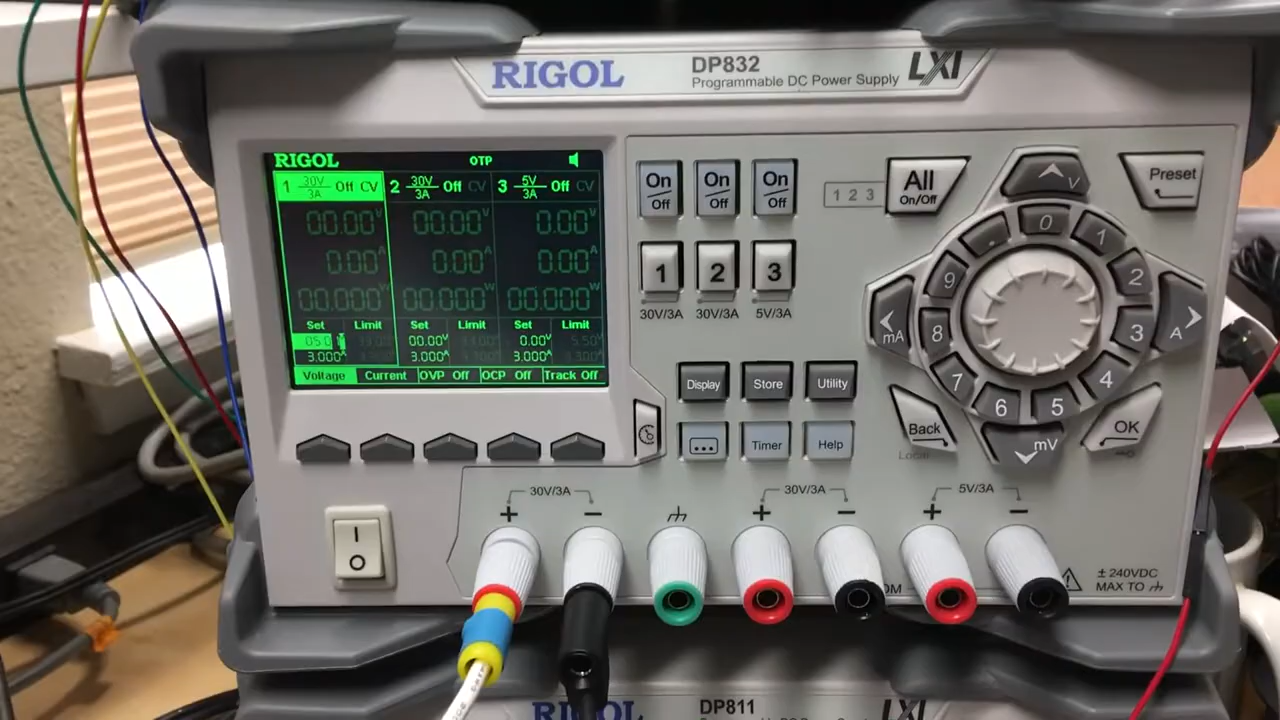 RIGOL
DP832
Programmable DC Power Supply
LXI
RIGOL OTP
1 30V/3A Off CV 2 30V/3A Off CV 3 5V/3A Off CV
00.00V 00.00V 0.00V
0.00A 0.00A 0.00A
00.000W 00.000W 00.000W
Set Limit Set Limit Set Limit
05.0 00.00V 0.00V
3.000A 3.000A 3.000A
Voltage Current OVP Off OCP Off Track Off
On/Off On/Off On/Off
1 2 3
30V/3A 30V/3A 5V/3A
1 2 3
All
On/Off
Preset
V
. 0 1 2 3 4 5 6 7 8 9
mA
A
mV
Back
Local
OK
Display Store Utility
... Timer Help
I
O
30V/3A 30V/3A 5V/3A
+ − + − + −
± 240VDC
MAX TO
RIGOL
DP811
LXI